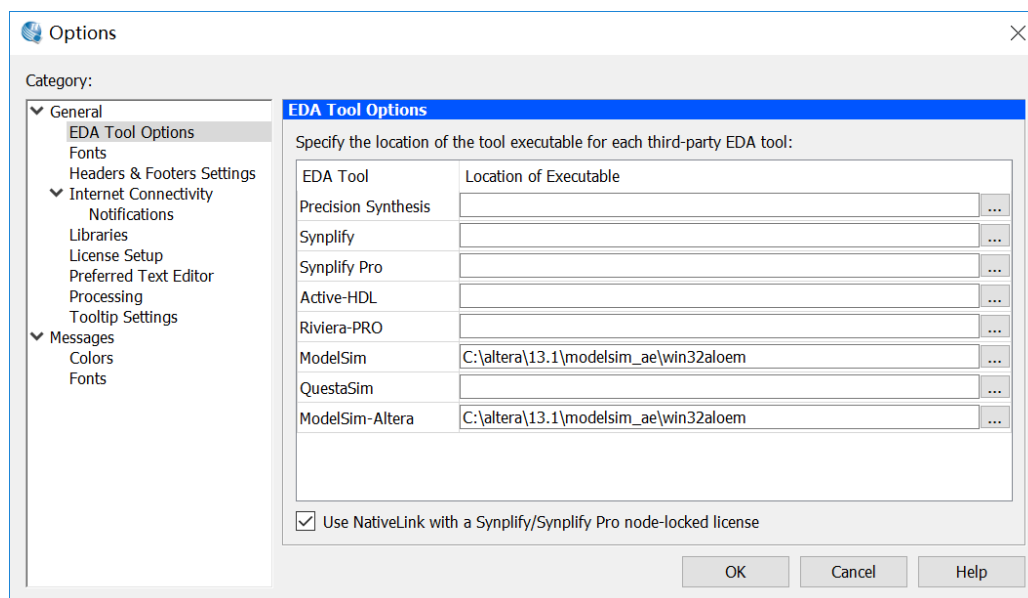 Options
Category:
General
EDA Tool Options
Fonts
Headers & Footers Settings
Internet Connectivity
Notifications
Libraries
License Setup
Preferred Text Editor
Processing
Tooltip Settings
Messages
Colors
Fonts
EDA Tool Options
Specify the location of the tool executable for each third-party EDA tool:
EDA Tool Location of Executable
Precision Synthesis ...
Synplify ...
Synplify Pro ...
Active-HDL ...
Riviera-PRO ...
ModelSim C:\altera\13.1\modelsim_ae\win32aloem ...
QuestaSim ...
ModelSim-Altera C:\altera\13.1\modelsim_ae\win32aloem ...
Use NativeLink with a Synplify/Synplify Pro node-locked license
OK Cancel Help